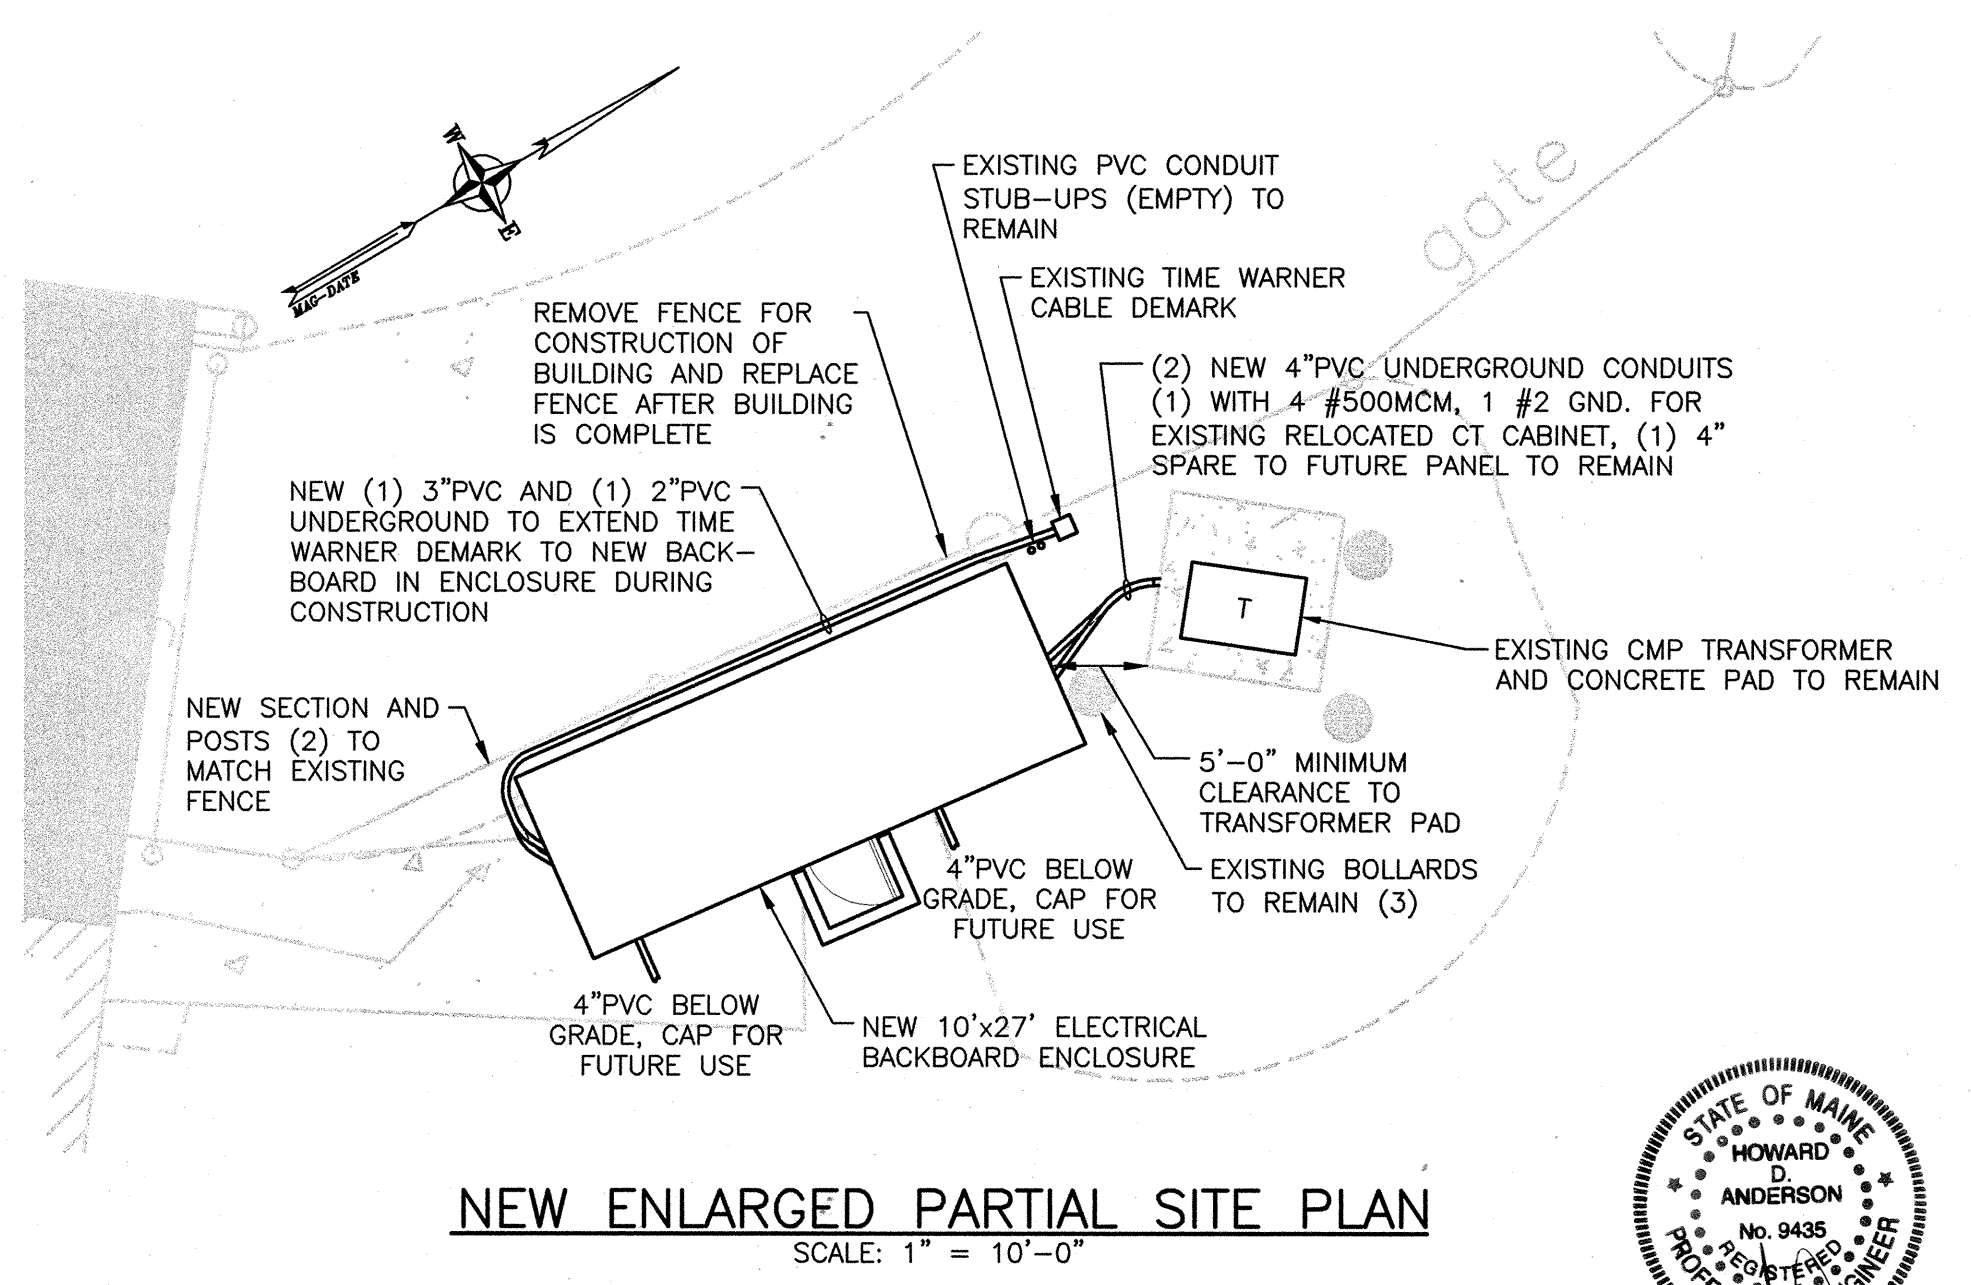 W
E
MAG-DATE
EXISTING PVC CONDUIT
STUB-UPS (EMPTY) TO
REMAIN
gate
EXISTING TIME WARNER
CABLE DEMARK
REMOVE FENCE FOR
CONSTRUCTION OF
BUILDING AND REPLACE
FENCE AFTER BUILDING
IS COMPLETE
(2) NEW 4"PVC UNDERGROUND CONDUITS
(1) WITH 4 #500MCM, 1 #2 GND. FOR
EXISTING RELOCATED CT CABINET, (1) 4"
SPARE TO FUTURE PANEL TO REMAIN
NEW (1) 3"PVC AND (1) 2"PVC
UNDERGROUND TO EXTEND TIME
WARNER DEMARK TO NEW BACK-
BOARD IN ENCLOSURE DURING
CONSTRUCTION
T
EXISTING CMP TRANSFORMER
AND CONCRETE PAD TO REMAIN
NEW SECTION AND
POSTS (2) TO
MATCH EXISTING
FENCE
5'-0" MINIMUM
CLEARANCE TO
TRANSFORMER PAD
EXISTING BOLLARDS
TO REMAIN (3)
4"PVC BELOW
GRADE, CAP FOR
FUTURE USE
4"PVC BELOW
GRADE, CAP FOR
FUTURE USE
NEW 10'x27' ELECTRICAL
BACKBOARD ENCLOSURE
NEW ENLARGED PARTIAL SITE PLAN
SCALE: 1" = 10'-0"
STATE OF MAINE
HOWARD
D.
ANDERSON
No. 9435
REGISTERED